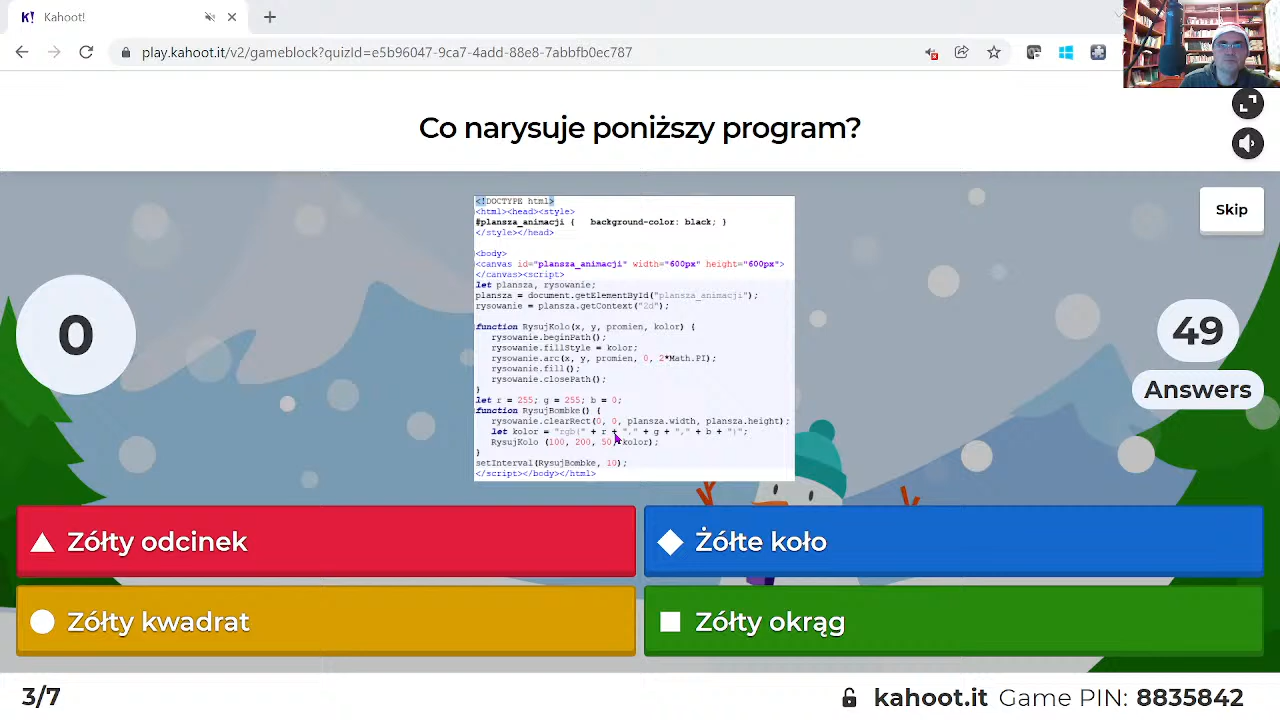 Kahoot!
play.kahoot.it/v2/gameblock?quizId=e5b96047-9ca7-4add-88e8-7abbfb0ec787
Co narysuje poniższy program?
Skip
<!DOCTYPE html>
<html><head><style>
#plansza_animacji {   background-color: black; }
</style></head>
<body>
<canvas id="plansza_animacji" width="600px" height="600px">
</canvas><script>
let plansza, rysowanie;
plansza = document.getElementById("plansza_animacji");
rysowanie = plansza.getContext("2d");
function RysujKolo(x, y, promien, kolor) {
rysowanie.beginPath();
rysowanie.fillStyle = kolor;
rysowanie.arc(x, y, promien, 0, 2*Math.PI);
rysowanie.fill();
rysowanie.closePath();
}
let r = 255; g = 255; b = 0;
function RysujBombke() {
rysowanie.clearRect(0, 0, plansza.width, plansza.height);
let kolor = "rgb(" + r + "," + g + "," + b + ")";
RysujKolo (100, 200, 50, kolor);
}
setInterval(RysujBombke, 10);
</script></body></html>
0
49
Answers
Zółty odcinek
Żółte koło
Zółty kwadrat
Zółty okrąg
3/7
kahoot.it Game PIN: 8835842